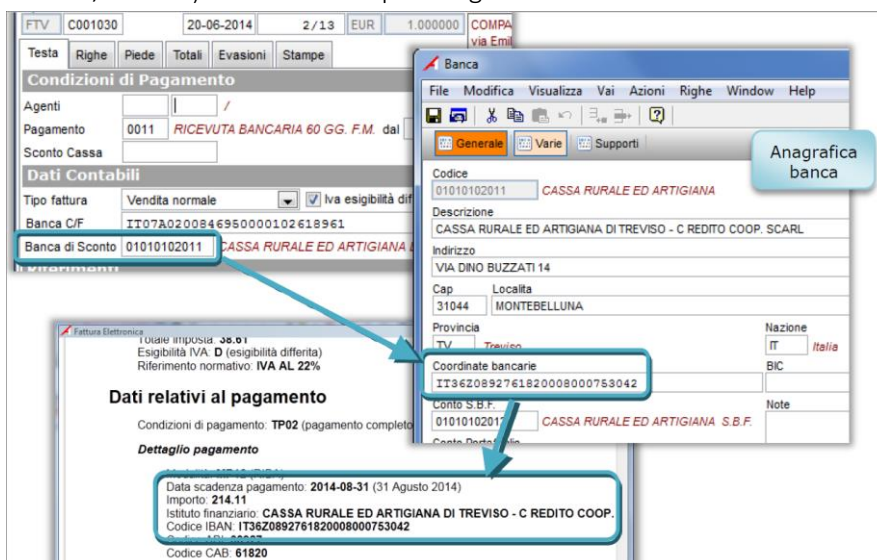 FTV C001030 20-06-2014 2/13 EUR 1.000000 COMPA
via Emil
Testa Righe Piede Totali Evasioni Stampe
Condizioni di Pagamento
Agenti /
Pagamento 0011 RICEVUTA BANCARIA 60 GG. F.M. dal
Sconto Cassa
Dati Contabili
Tipo fattura Vendita normale Iva esigibilità dif
Banca C/F IT07A0200846950000102618961
Banca di Sconto 01010102011 CASSA RURALE ED ARTIGIANA
Banca
File Modifica Visualizza Vai Azioni Righe Window Help
Generale Varie Supporti
Anagrafica
banca
Codice
01010102011 CASSA RURALE ED ARTIGIANA
Descrizione
CASSA RURALE ED ARTIGIANA DI TREVISO - C REDITO COOP. SCARL
Indirizzo
VIA DINO BUZZATI 14
Cap Localita
31044 MONTEBELLUNA
Provincia Nazione
TV Treviso IT Italia
Coordinate bancarie BIC
IT36Z0892761820008000753042
Conto S.B.F. Note
CASSA RURALE ED ARTIGIANA S.B.F.
Fattura Elettronica
Totale imposta: 38.61
Esigibilità IVA: D (esigibilità differita)
Riferimento normativo: IVA AL 22%
Dati relativi al pagamento
Condizioni di pagamento: TP02 (pagamento completo
Dettaglio pagamento
Data scadenza pagamento: 2014-08-31 (31 Agusto 2014)
Importo: 214.11
Istituto finanziario: CASSA RURALE ED ARTIGIANA DI TREVISO - C REDITO COOP.
Codice IBAN: IT36Z0892761820008000753042
Codice CAB: 61820